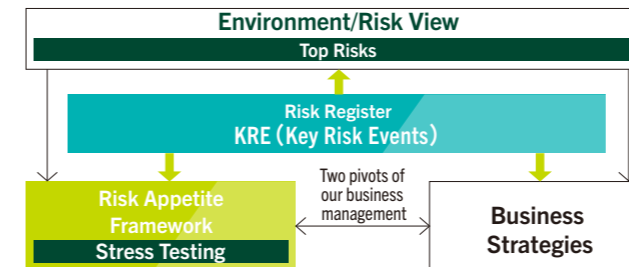 Environment/Risk View
Top Risks
Risk Register
KRE (Key Risk Events)
Two pivots of
our business
management
Risk Appetite
Framework
Stress Testing
Business
Strategies